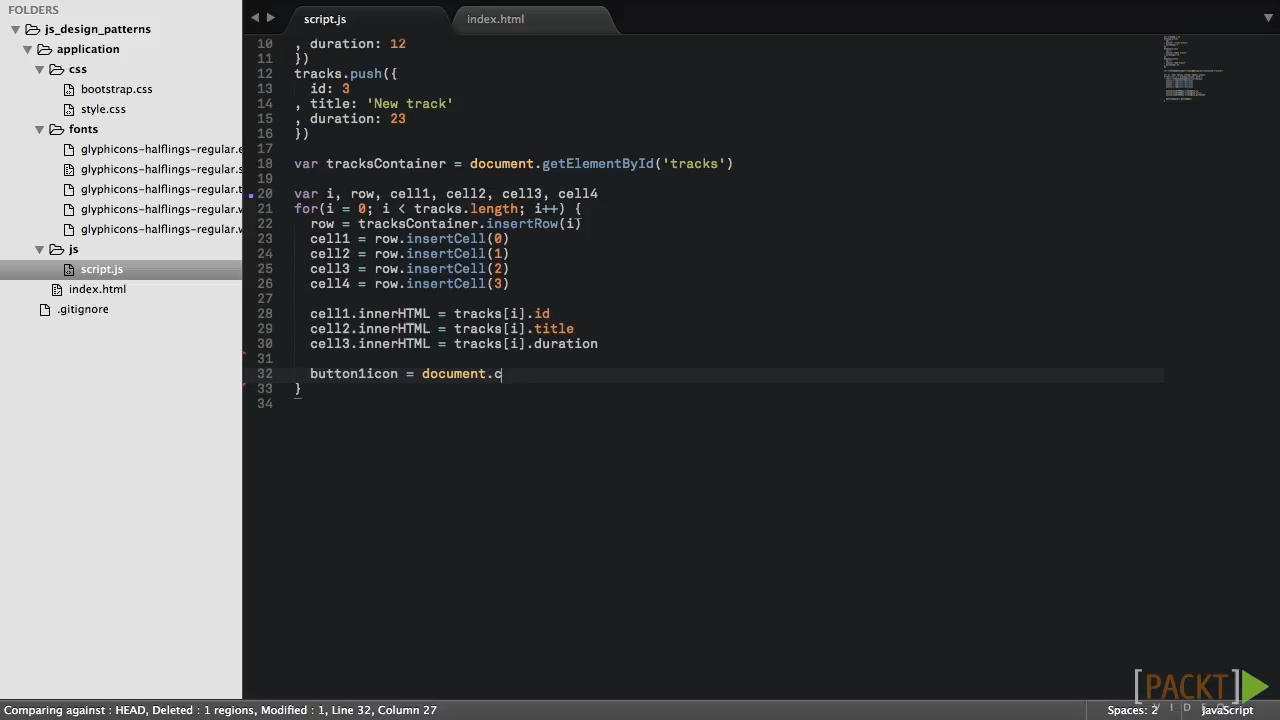 FOLDERS
js_design_patterns
application
css
bootstrap.css
style.css
fonts
glyphicons-halflings-regular.e
glyphicons-halflings-regular.s
glyphicons-halflings-regular.t
glyphicons-halflings-regular.w
glyphicons-halflings-regular.w
js
script.js
index.html
.gitignore
script.js
index.html
10 , duration: 12
11 })
12 tracks.push({
13 id: 3
14 , title: 'New track'
15 , duration: 23
16 })
17
18 var tracksContainer = document.getElementById('tracks')
19
20 var i, row, cell1, cell2, cell3, cell4
21 for(i = 0; i < tracks.length; i++) {
22 row = tracksContainer.insertRow(i)
23 cell1 = row.insertCell(0)
24 cell2 = row.insertCell(1)
25 cell3 = row.insertCell(2)
26 cell4 = row.insertCell(3)
27
28 cell1.innerHTML = tracks[i].id
29 cell2.innerHTML = tracks[i].title
30 cell3.innerHTML = tracks[i].duration
31
32 button1icon = document.c
33 }
34
[PACKT]
VIDEO
Comparing against : HEAD, Deleted : 1 regions, Modified : 1, Line 32, Column 27
Spaces: 2
JavaScript